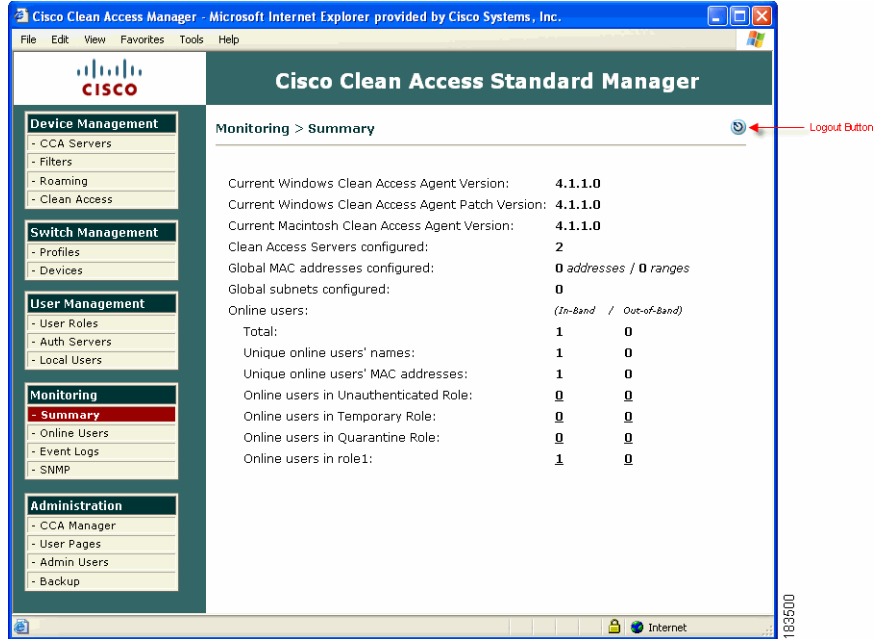 Cisco Clean Access Manager - Microsoft Internet Explorer provided by Cisco Systems, Inc.
File Edit View Favorites Tools Help
CISCO
Cisco Clean Access Standard Manager
Device Management
- CCA Servers
- Filters
- Roaming
- Clean Access
Switch Management
- Profiles
- Devices
User Management
- User Roles
- Auth Servers
- Local Users
Monitoring
- Summary
- Online Users
- Event Logs
- SNMP
Administration
- CCA Manager
- User Pages
- Admin Users
- Backup
Monitoring > Summary
Logout Button
Current Windows Clean Access Agent Version: 4.1.1.0
Current Windows Clean Access Agent Patch Version: 4.1.1.0
Current Macintosh Clean Access Agent Version: 4.1.1.0
Clean Access Servers configured: 2
Global MAC addresses configured: 0 addresses / 0 ranges
Global subnets configured: 0
Online users: (In-Band / Out-of-Band)
Total: 1 0
Unique online users' names: 1 0
Unique online users' MAC addresses: 1 0
Online users in Unauthenticated Role: 0 0
Online users in Temporary Role: 0 0
Online users in Quarantine Role: 0 0
Online users in role1: 1 0
Internet
183500